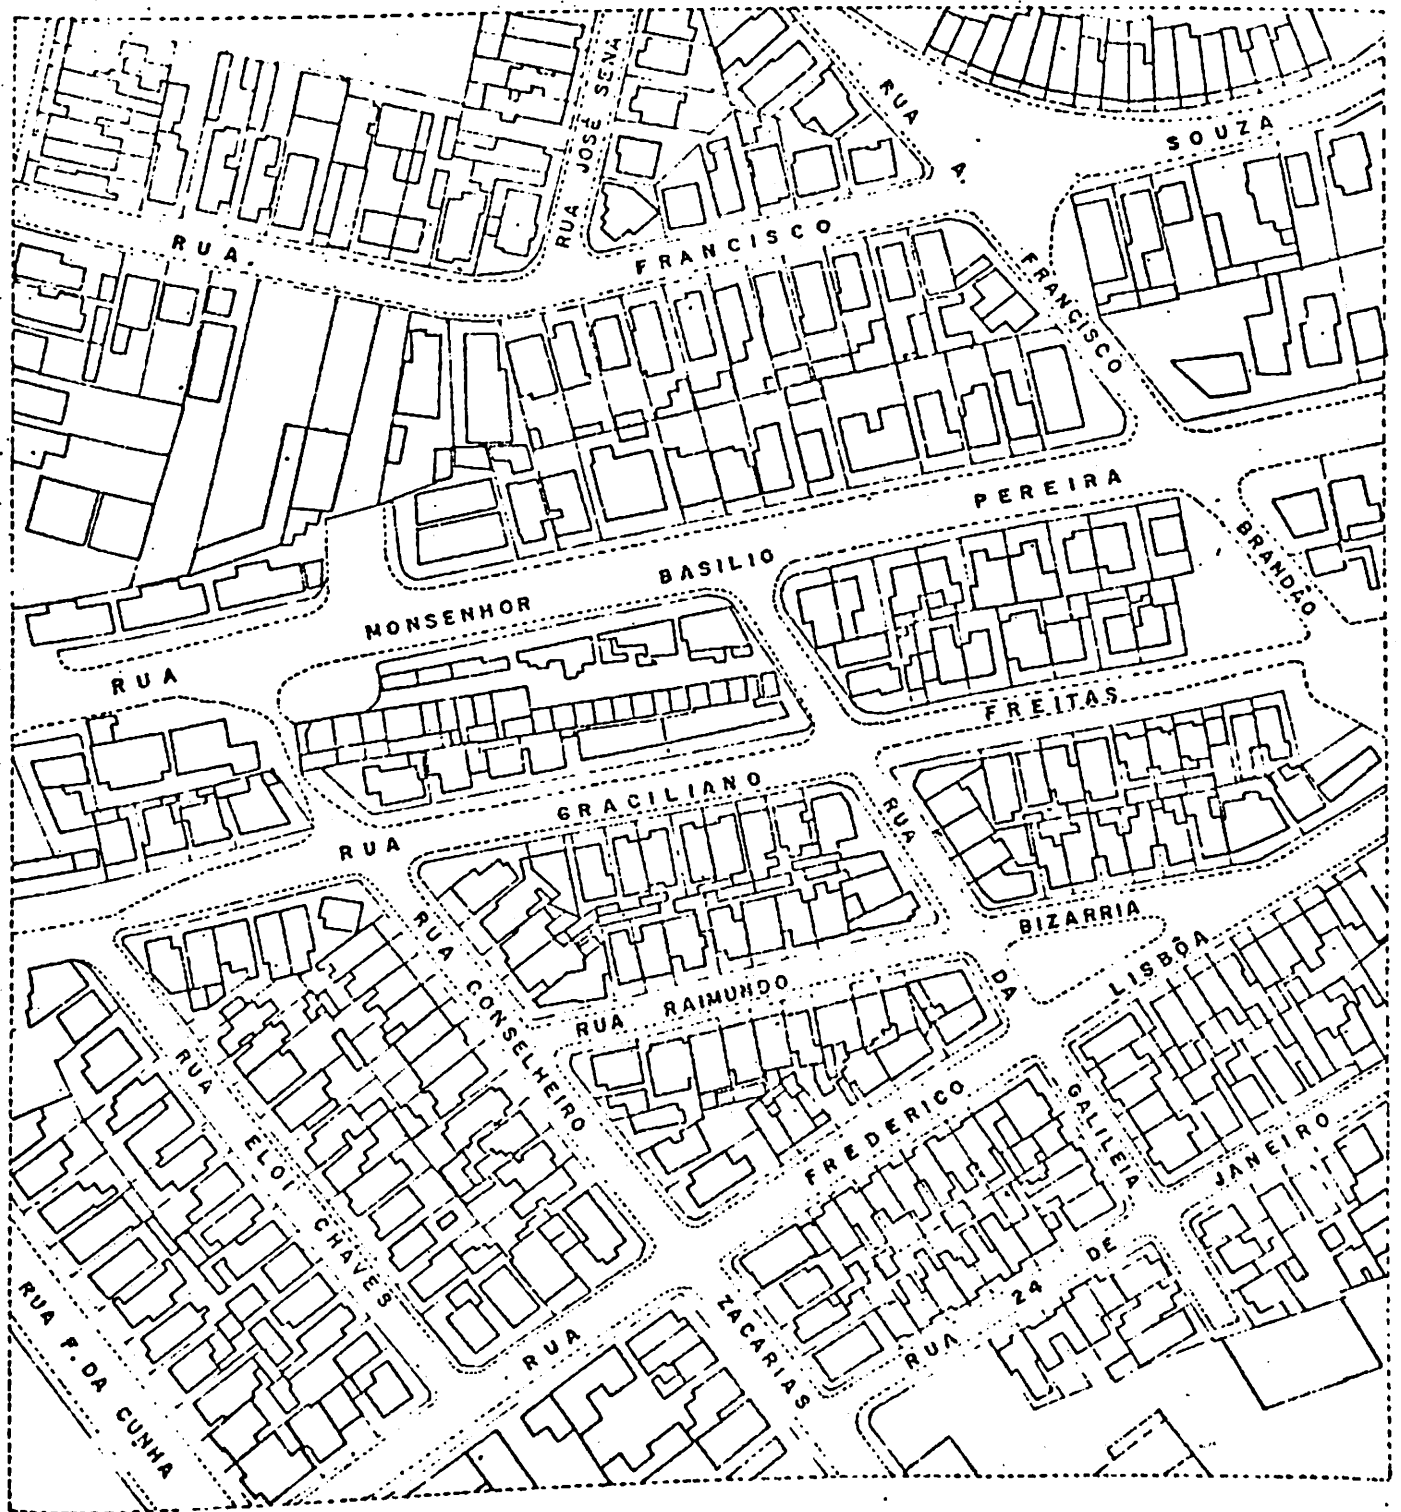 RUA JOSÉ SENA
RUA A.
SOUZA
RUA. FRANCISCO
FRANCISCO
PEREIRA
BRANDÃO
BASILIO
MONSENHOR
RUA
FREITAS
GRACILIANO
RUA
RUA
BIZARRIA
DA
LISBÔA
RUA RAIMUNDO
RUA CONSELHEIRO
RUA ELOI CHAVES
FREDERICO
GALILEIA
JANEIRO
DE
24
RUA
RUA
ZACARIAS
RUA F. DA CUNHA